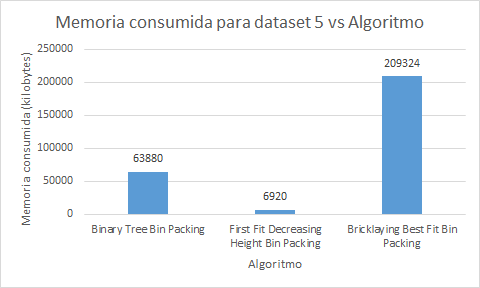 Memoria consumida para dataset 5 vs Algoritmo
Memoria consumida (kilobytes)
250000
200000
150000
100000
50000
0
63880
6920
209324
Binary Tree Bin Packing
First Fit Decreasing
Height Bin Packing
Bricklaying Best Fit Bin
Packing
Algoritmo